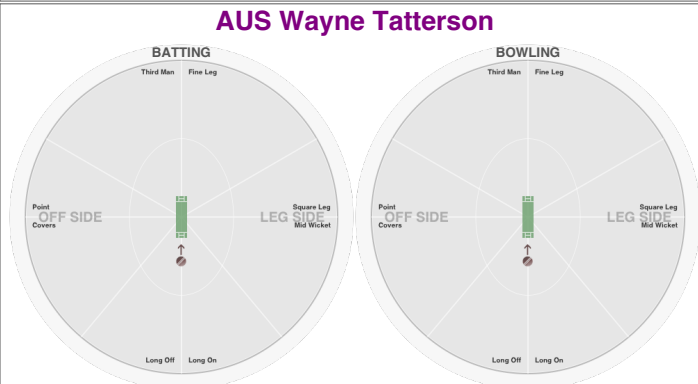 AUS Wayne Tatterson
BATTING
Third Man Fine Leg
Point
OFF SIDE
Covers
Square Leg
LEG SIDE
Mid Wicket
Long Off Long On
BOWLING
Third Man Fine Leg
Point
OFF SIDE
Covers
Square Leg
LEG SIDE
Mid Wicket
Long Off Long On